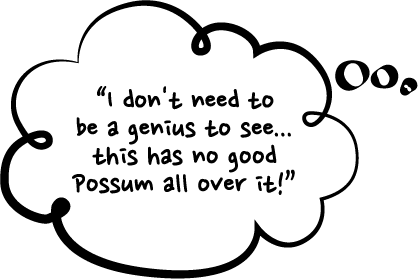 “I don't need to
be a genius to see...
this has no good
Possum all over it!”